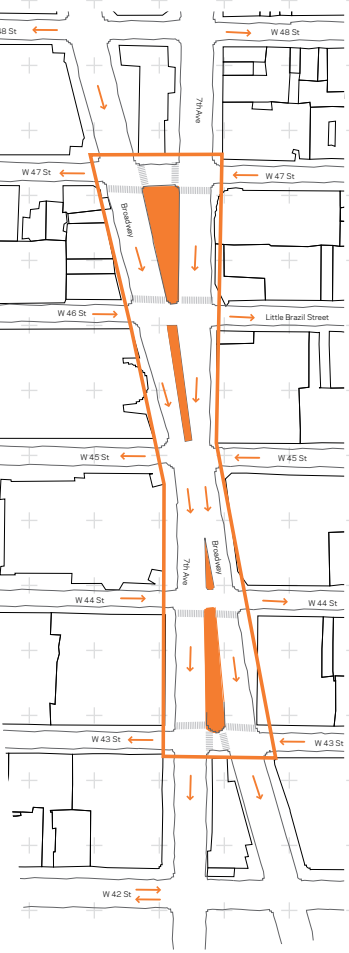 8 St
W 48 St
7th Ave
W 47 St
W 47 St
Broadway
W 46 St
Little Brazil Street
W 45 St
W 45 St
7th Ave
Broadway
W 44 St
W 44 St
W 43 St
W 43 St
W 42 St